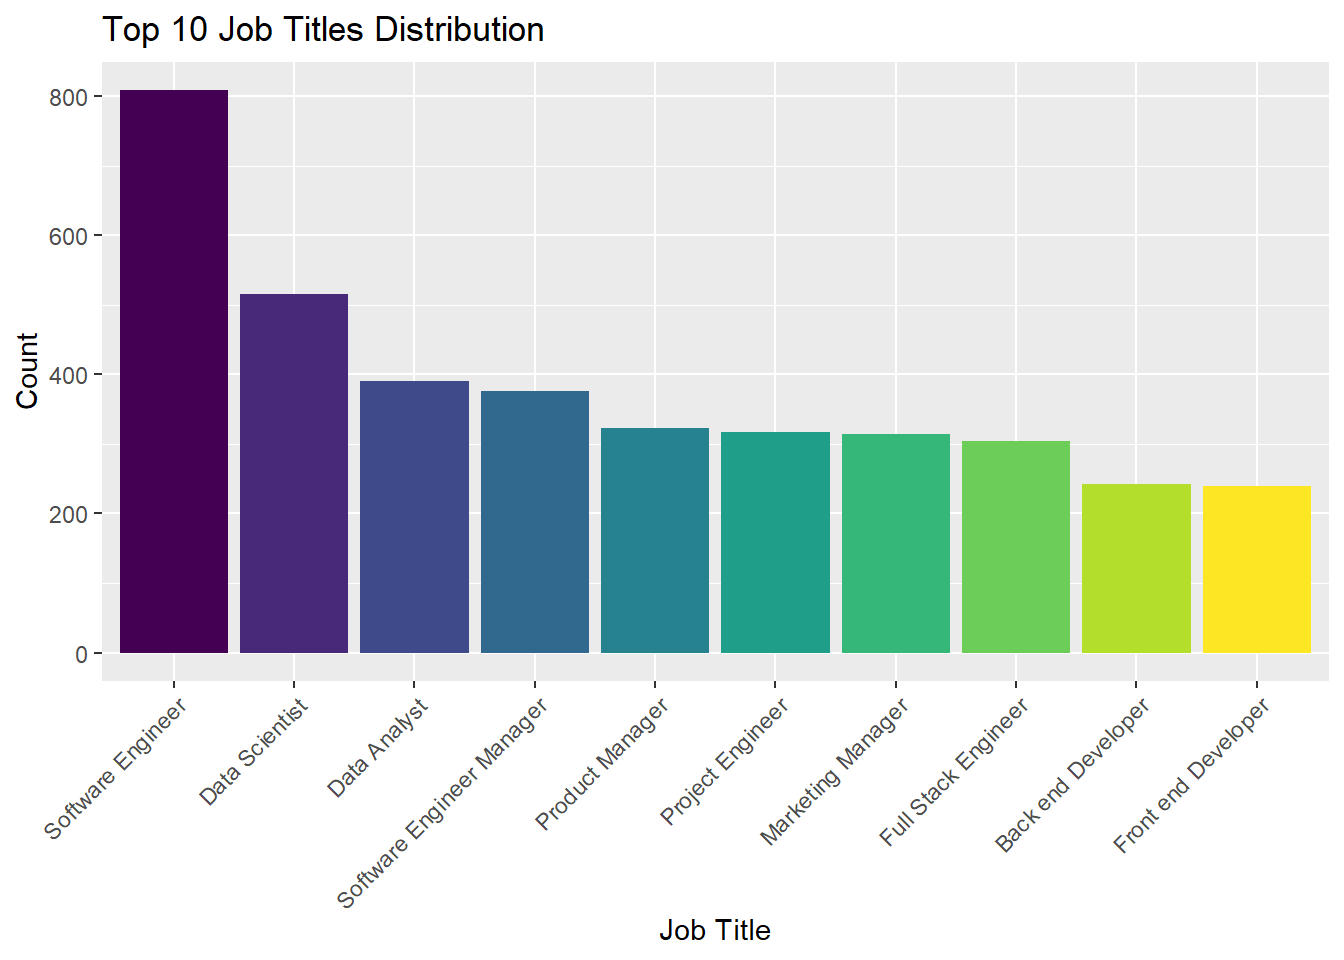 Top 10 Job Titles Distribution
Count
800
600
400
200
0
Software Engineer
Data Scientist
Data Analyst
Software Engineer Manager
Product Manager
Project Engineer
Marketing Manager
Full Stack Engineer
Back end Developer
Front end Developer
Job Title